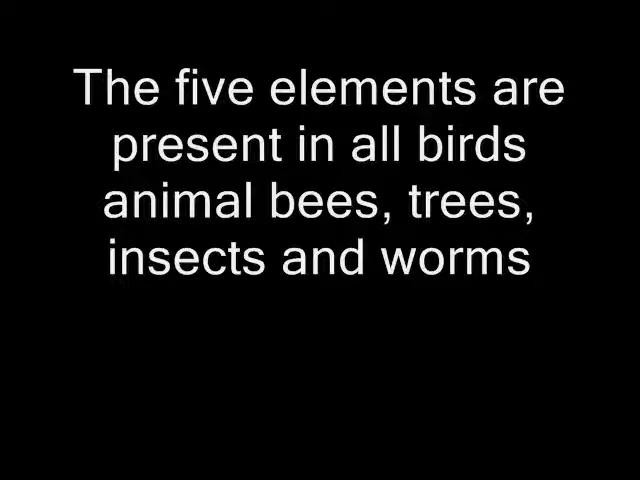 The five elements are
present in all birds
animal bees, trees,
insects and worms